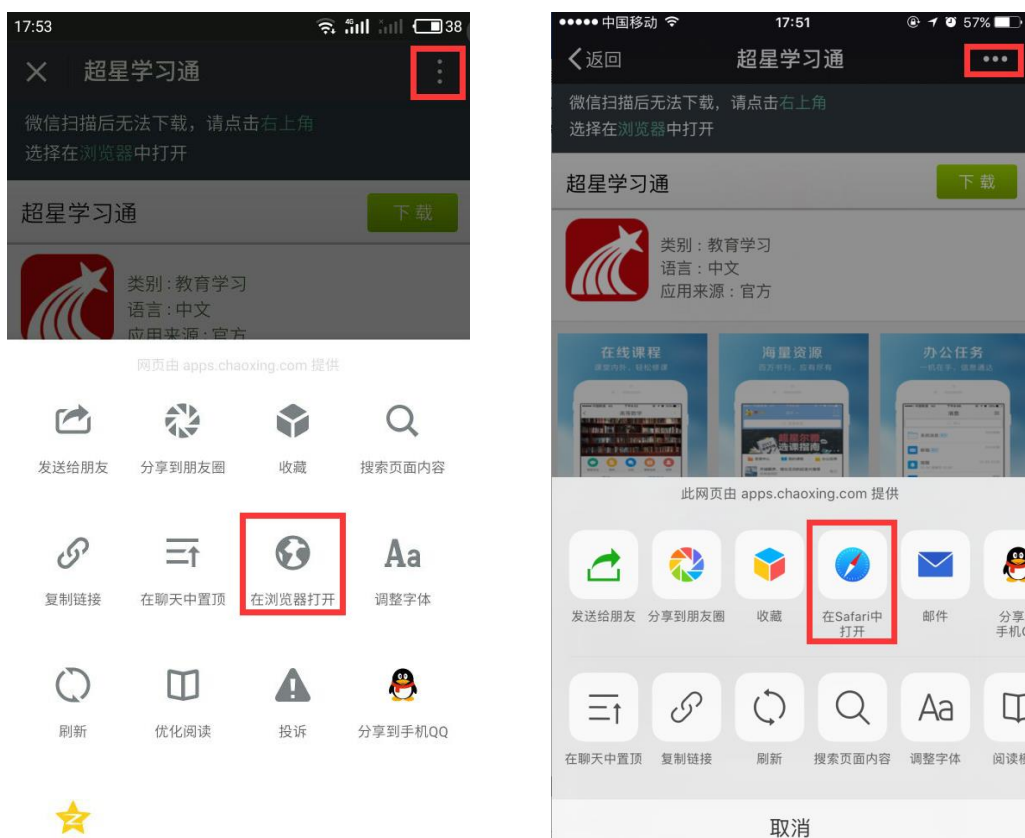 17:53
4G
38
超星学习通
微信扫描后无法下载，请点击右上角
选择在浏览器中打开
超星学习通
下载
类别：教育学习
语言：中文
应用来源：官方
网页由 apps.chaoxing.com 提供
发送给朋友
分享到朋友圈
收藏
搜索页面内容
复制链接
在聊天中置顶
在浏览器打开
Aa
调整字体
刷新
优化阅读
投诉
分享到手机QQ
中国移动
17:51
57%
返回
超星学习通
微信扫描后无法下载，请点击右上角
选择在浏览器中打开
超星学习通
下载
类别：教育学习
语言：中文
应用来源：官方
在线课程
海量资源
办公任务
超星尔雅
选课指南
此网页由 apps.chaoxing.com 提供
发送给朋友
分享到朋友圈
收藏
在Safari中
打开
邮件
分享
手机
在聊天中置顶
复制链接
刷新
搜索页面内容
Aa
调整字体
阅读
取消